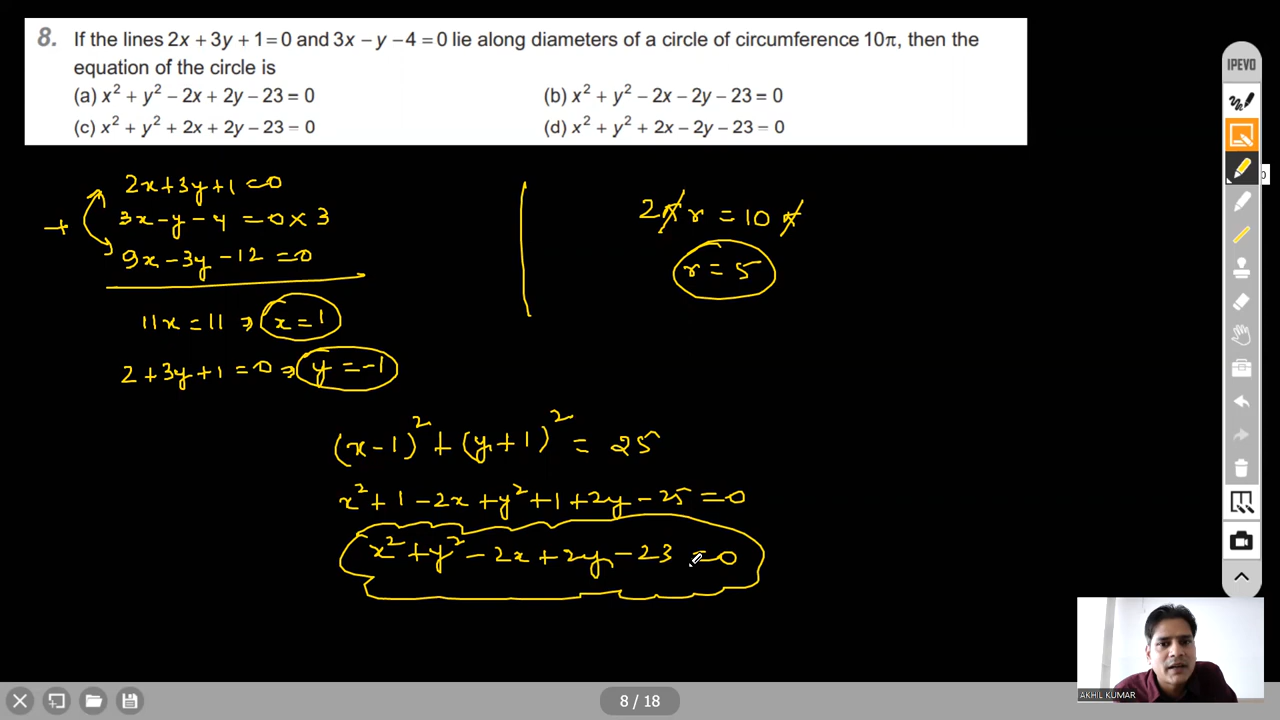 8. If the lines 2x + 3y + 1 = 0 and 3x − y − 4 = 0 lie along diameters of a circle of circumference 10π, then the
equation of the circle is
(a) x² + y² − 2x + 2y − 23 = 0 (b) x² + y² − 2x − 2y − 23 = 0
(c) x² + y² + 2x + 2y − 23 = 0 (d) x² + y² + 2x − 2y − 23 = 0
2x+3y+1=0
3x−y−4=0×3
+
9x−3y−12=0
11x=11 ⇒ x=1
2+3y+1=0 ⇒ y=−1
2πr=10π
r=5
(x−1)²+(y+1)²=25
x²+1−2x+y²+1+2y−25=0
x²+y²−2x+2y−23=0
IPEVO
0
8 / 18
AKHIL KUMAR